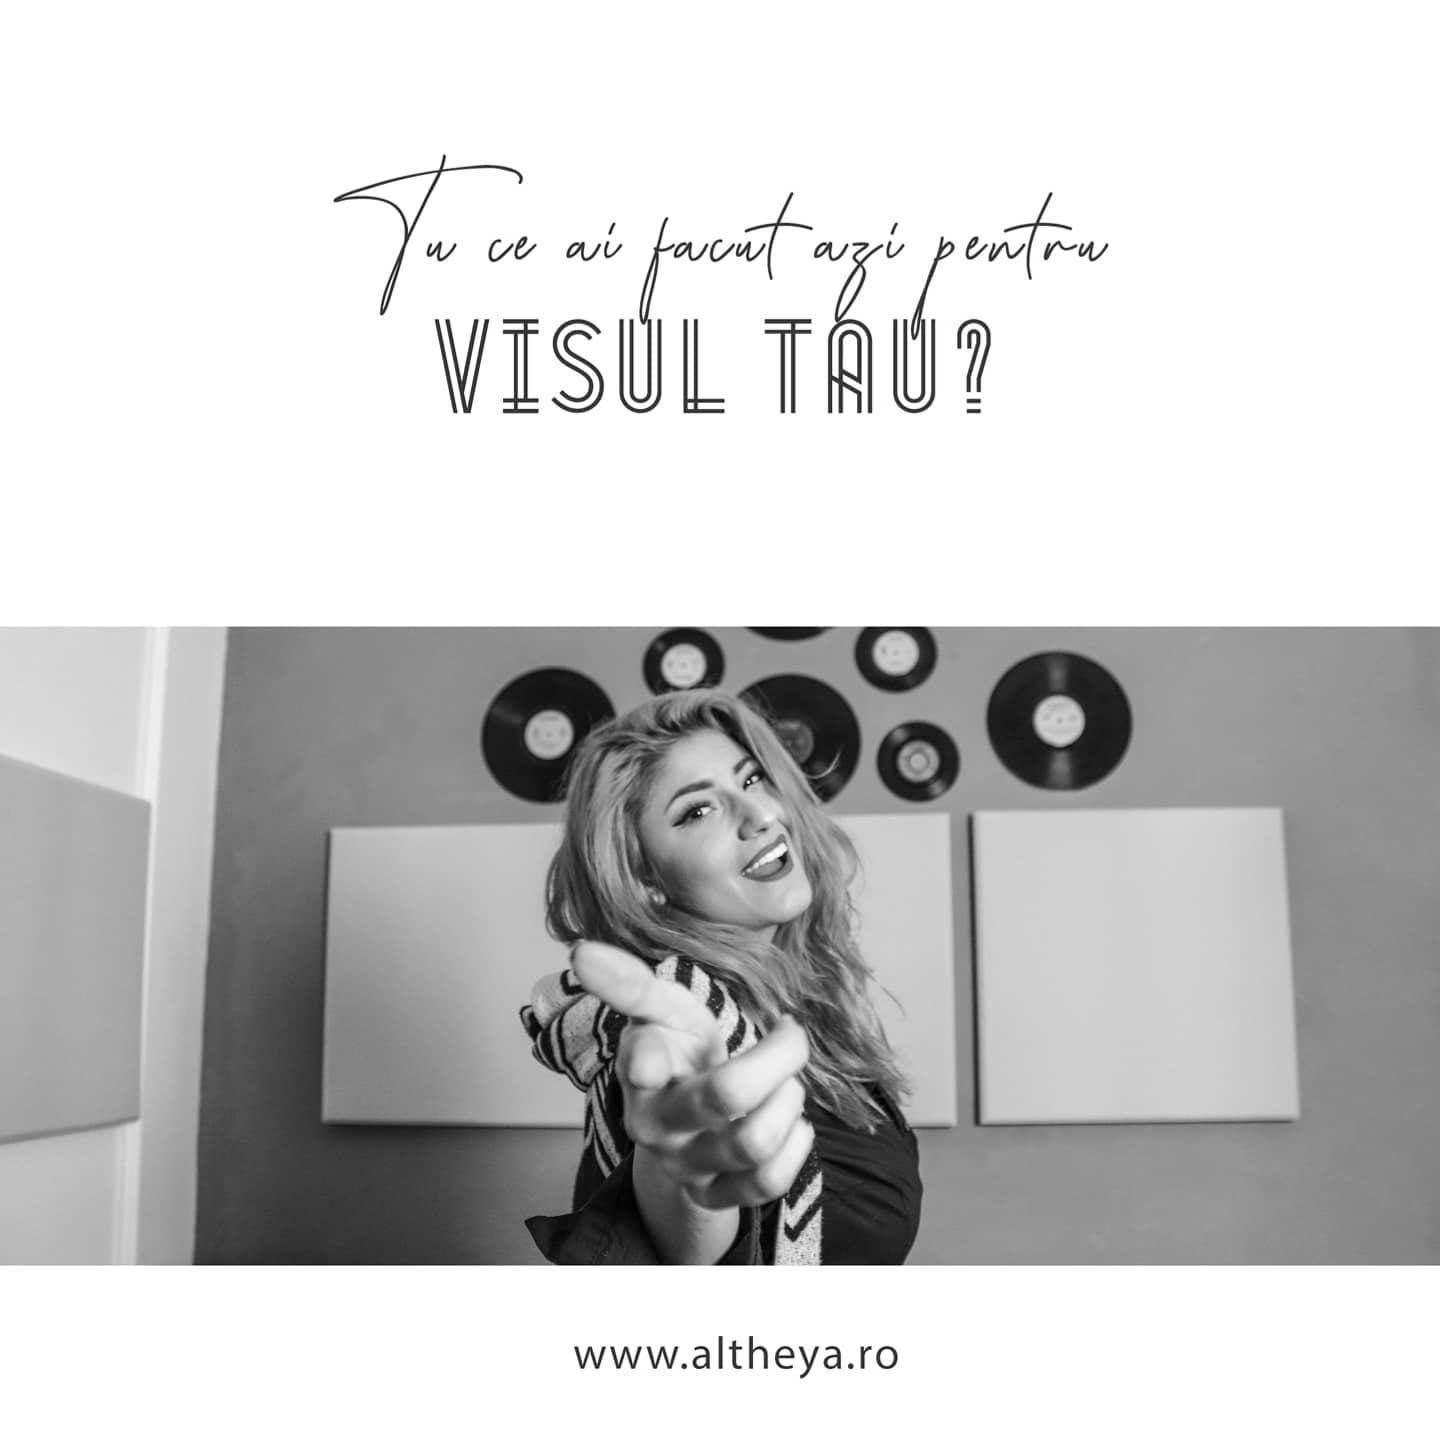 Tu ce ai facut azi pentru
VISUL TAU?
www.altheya.ro